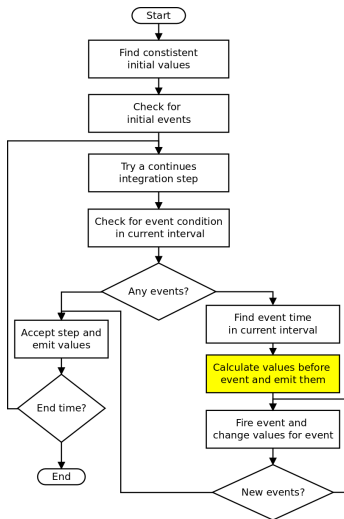 Start
Find constistent
initial values
Check for
initial events
Try a continues
integration step
Check for event condition
in current interval
Any events?
Find event time
in current interval
Accept step and
emit values
Calculate values before
event and emit them
End time?
Fire event and
change values for event
End
New events?